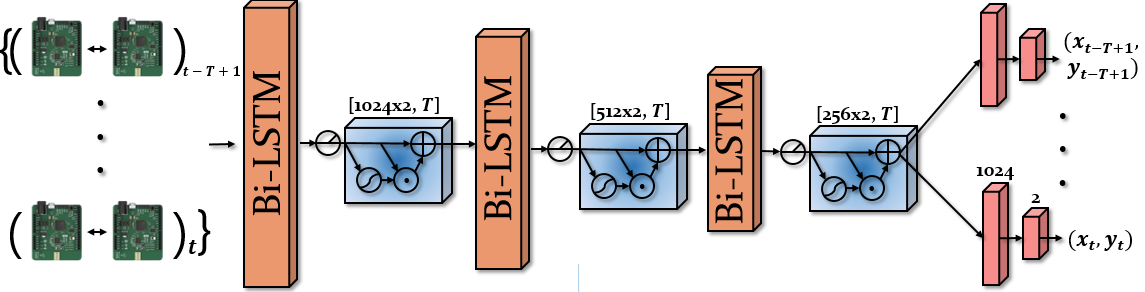 {( ↔ )t−T+1
( ↔ )t}
Bi-LSTM
[1024x2, T]
Bi-LSTM
[512x2, T]
Bi-LSTM
[256x2, T]
(xt−T+1,
yt−T+1)
1024
2
(xt, yt)